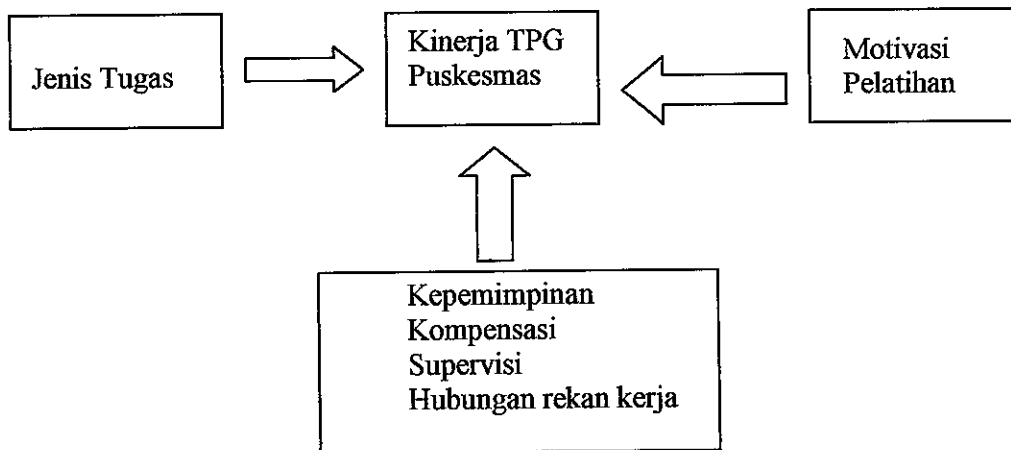 Jenis Tugas
Kinerja TPG
Puskesmas
Motivasi
Pelatihan
Kepemimpinan
Kompensasi
Supervisi
Hubungan rekan kerja